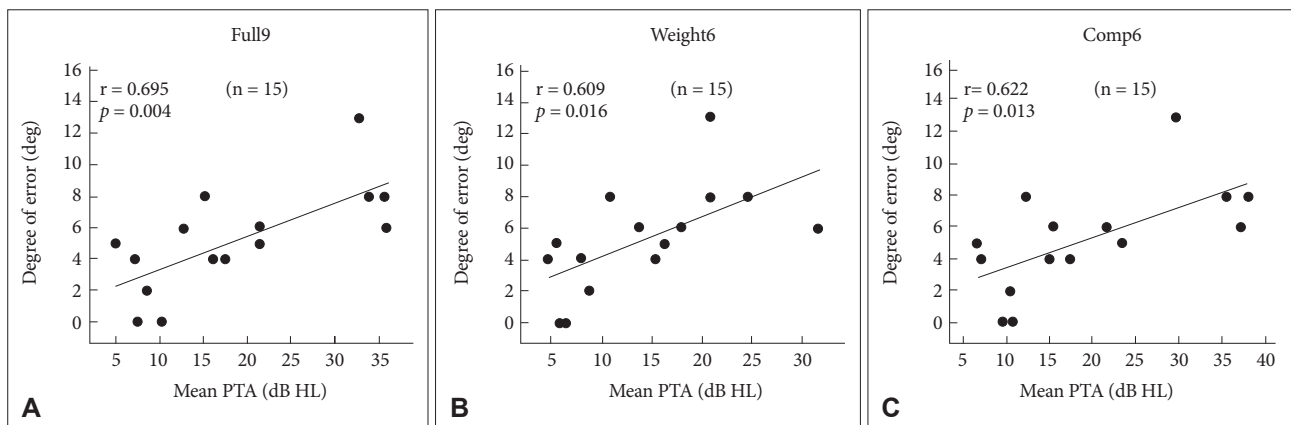 Full9
16
14
12
10
8
6
4
2
0
r = 0.695 (n = 15)
p = 0.004
Degree of error (deg)
5 10 15 20 25 30 35
Mean PTA (dB HL)
A
Weight6
16
14
12
10
8
6
4
2
0
r = 0.609 (n = 15)
p = 0.016
Degree of error (deg)
5 10 15 20 25 30
Mean PTA (dB HL)
B
Comp6
16
14
12
10
8
6
4
2
0
r= 0.622 (n = 15)
p = 0.013
Degree of error (deg)
5 10 15 20 25 30 35 40
Mean PTA (dB HL)
C